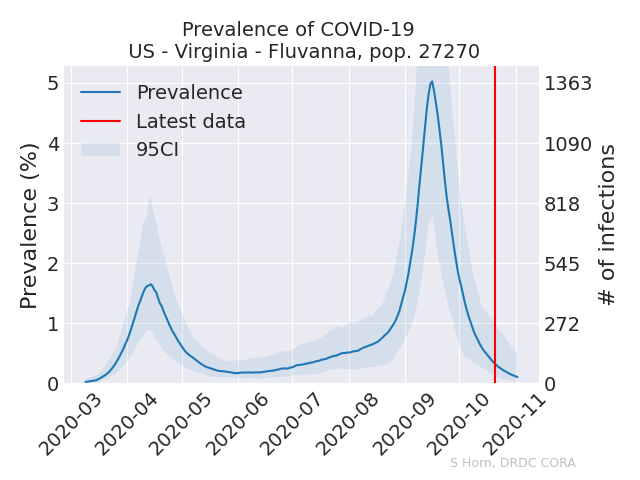 Prevalence of COVID-19
US - Virginia - Fluvanna, pop. 27270
Prevalence
Latest data
95CI
Prevalence (%)
5
4
3
2
1
0
1363
1090
818
545
272
0
# of infections
2020-03
2020-04
2020-05
2020-06
2020-07
2020-08
2020-09
2020-10
2020-11
S Horn, DRDC CORA